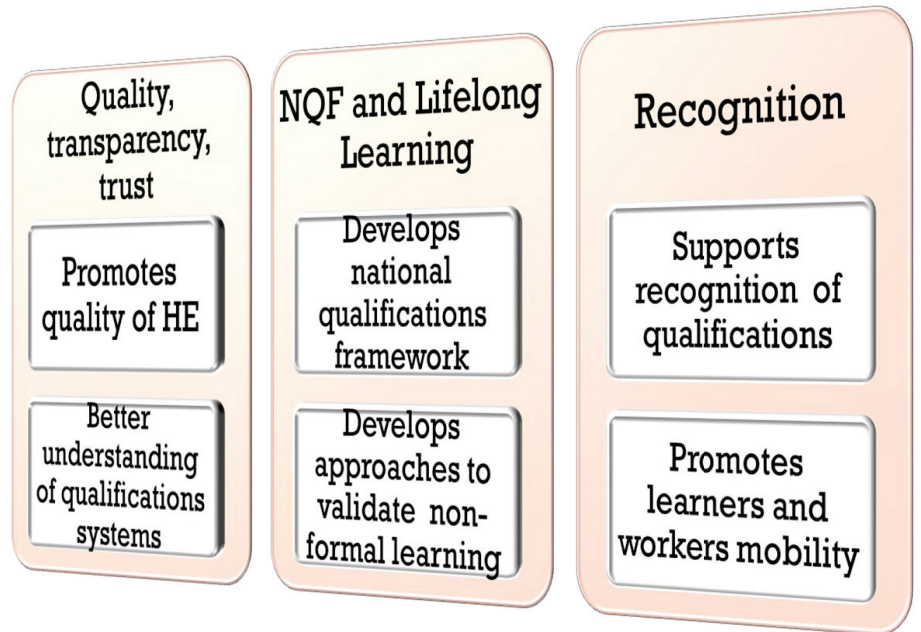 Quality,
transparency,
trust
Promotes
quality of HE
Better
understanding
of qualifications
systems
NQF and Lifelong
Learning
Develops
national
qualifications
framework
Develops
approaches to
validate non-
formal learning
Recognition
Supports
recognition of
qualifications
Promotes
learners and
workers mobility